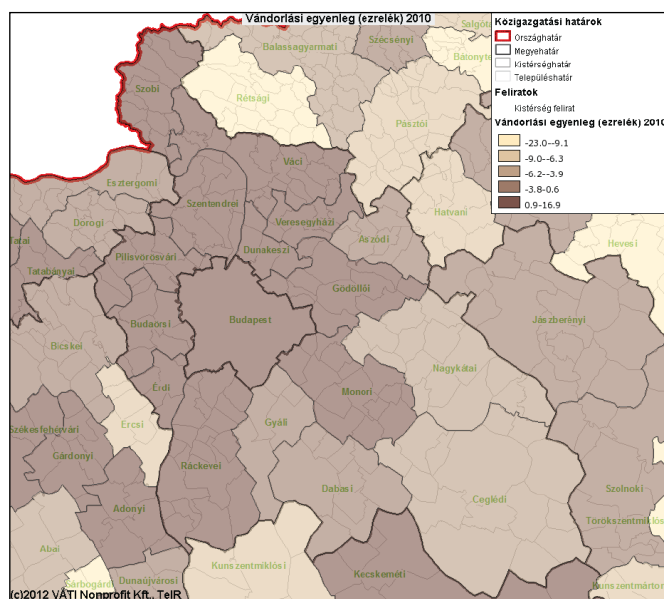 Vándorlási egyenleg (ezrelék) 2010
Közigazgatási határok
Országhatár
Megyehatár
Kistérséghatár
Településhatár
Feliratok
Kistérség felirat
Vándorlási egyenleg (ezrelék) 2010
-23.0--9.1
-9.0--6.3
-6.2--3.9
-3.8-0.6
0.9-16.9
Balassagyarmati
Szécsényi
Szobi
Rétsági
Pásztói
Váci
Esztergomi
Szentendrei
Hatvani
Dorogi
Veresegyházi
Aszódi
Hevesi
Tatai
Dunakeszi
Pilisvörösvári
Tatabányai
Gödöllői
Budapest
Budaörsi
Jászberényi
Bicskei
Nagykátai
Érdi
Monori
Ercsi
Gyáli
Székesfehérvári
Gárdonyi
Ráckevei
Ceglédi
Dabasi
Szolnoki
Adonyi
Törökszentmiklós
Abai
Kunszentmiklósi
Kecskeméti
Dunaújvárosi
Sárbogárdi
Kunszentmárton
(c)2012 VÁTI Nonprofit Kft., TeIR